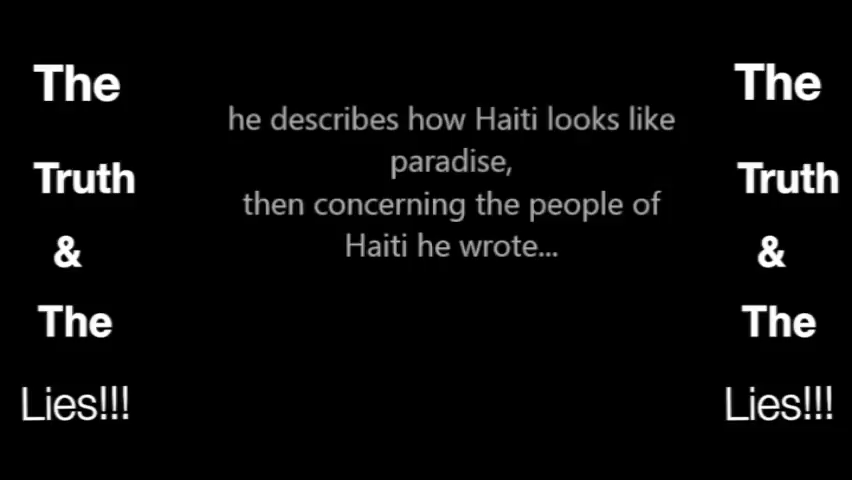 The
Truth
&
The
Lies!!!
he describes how Haiti looks like
paradise,
then concerning the people of
Haiti he wrote...
The
Truth
&
The
Lies!!!